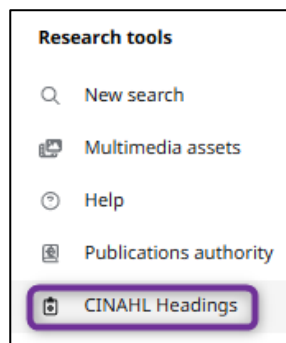 Research tools
New search
Multimedia assets
Help
Publications authority
CINAHL Headings